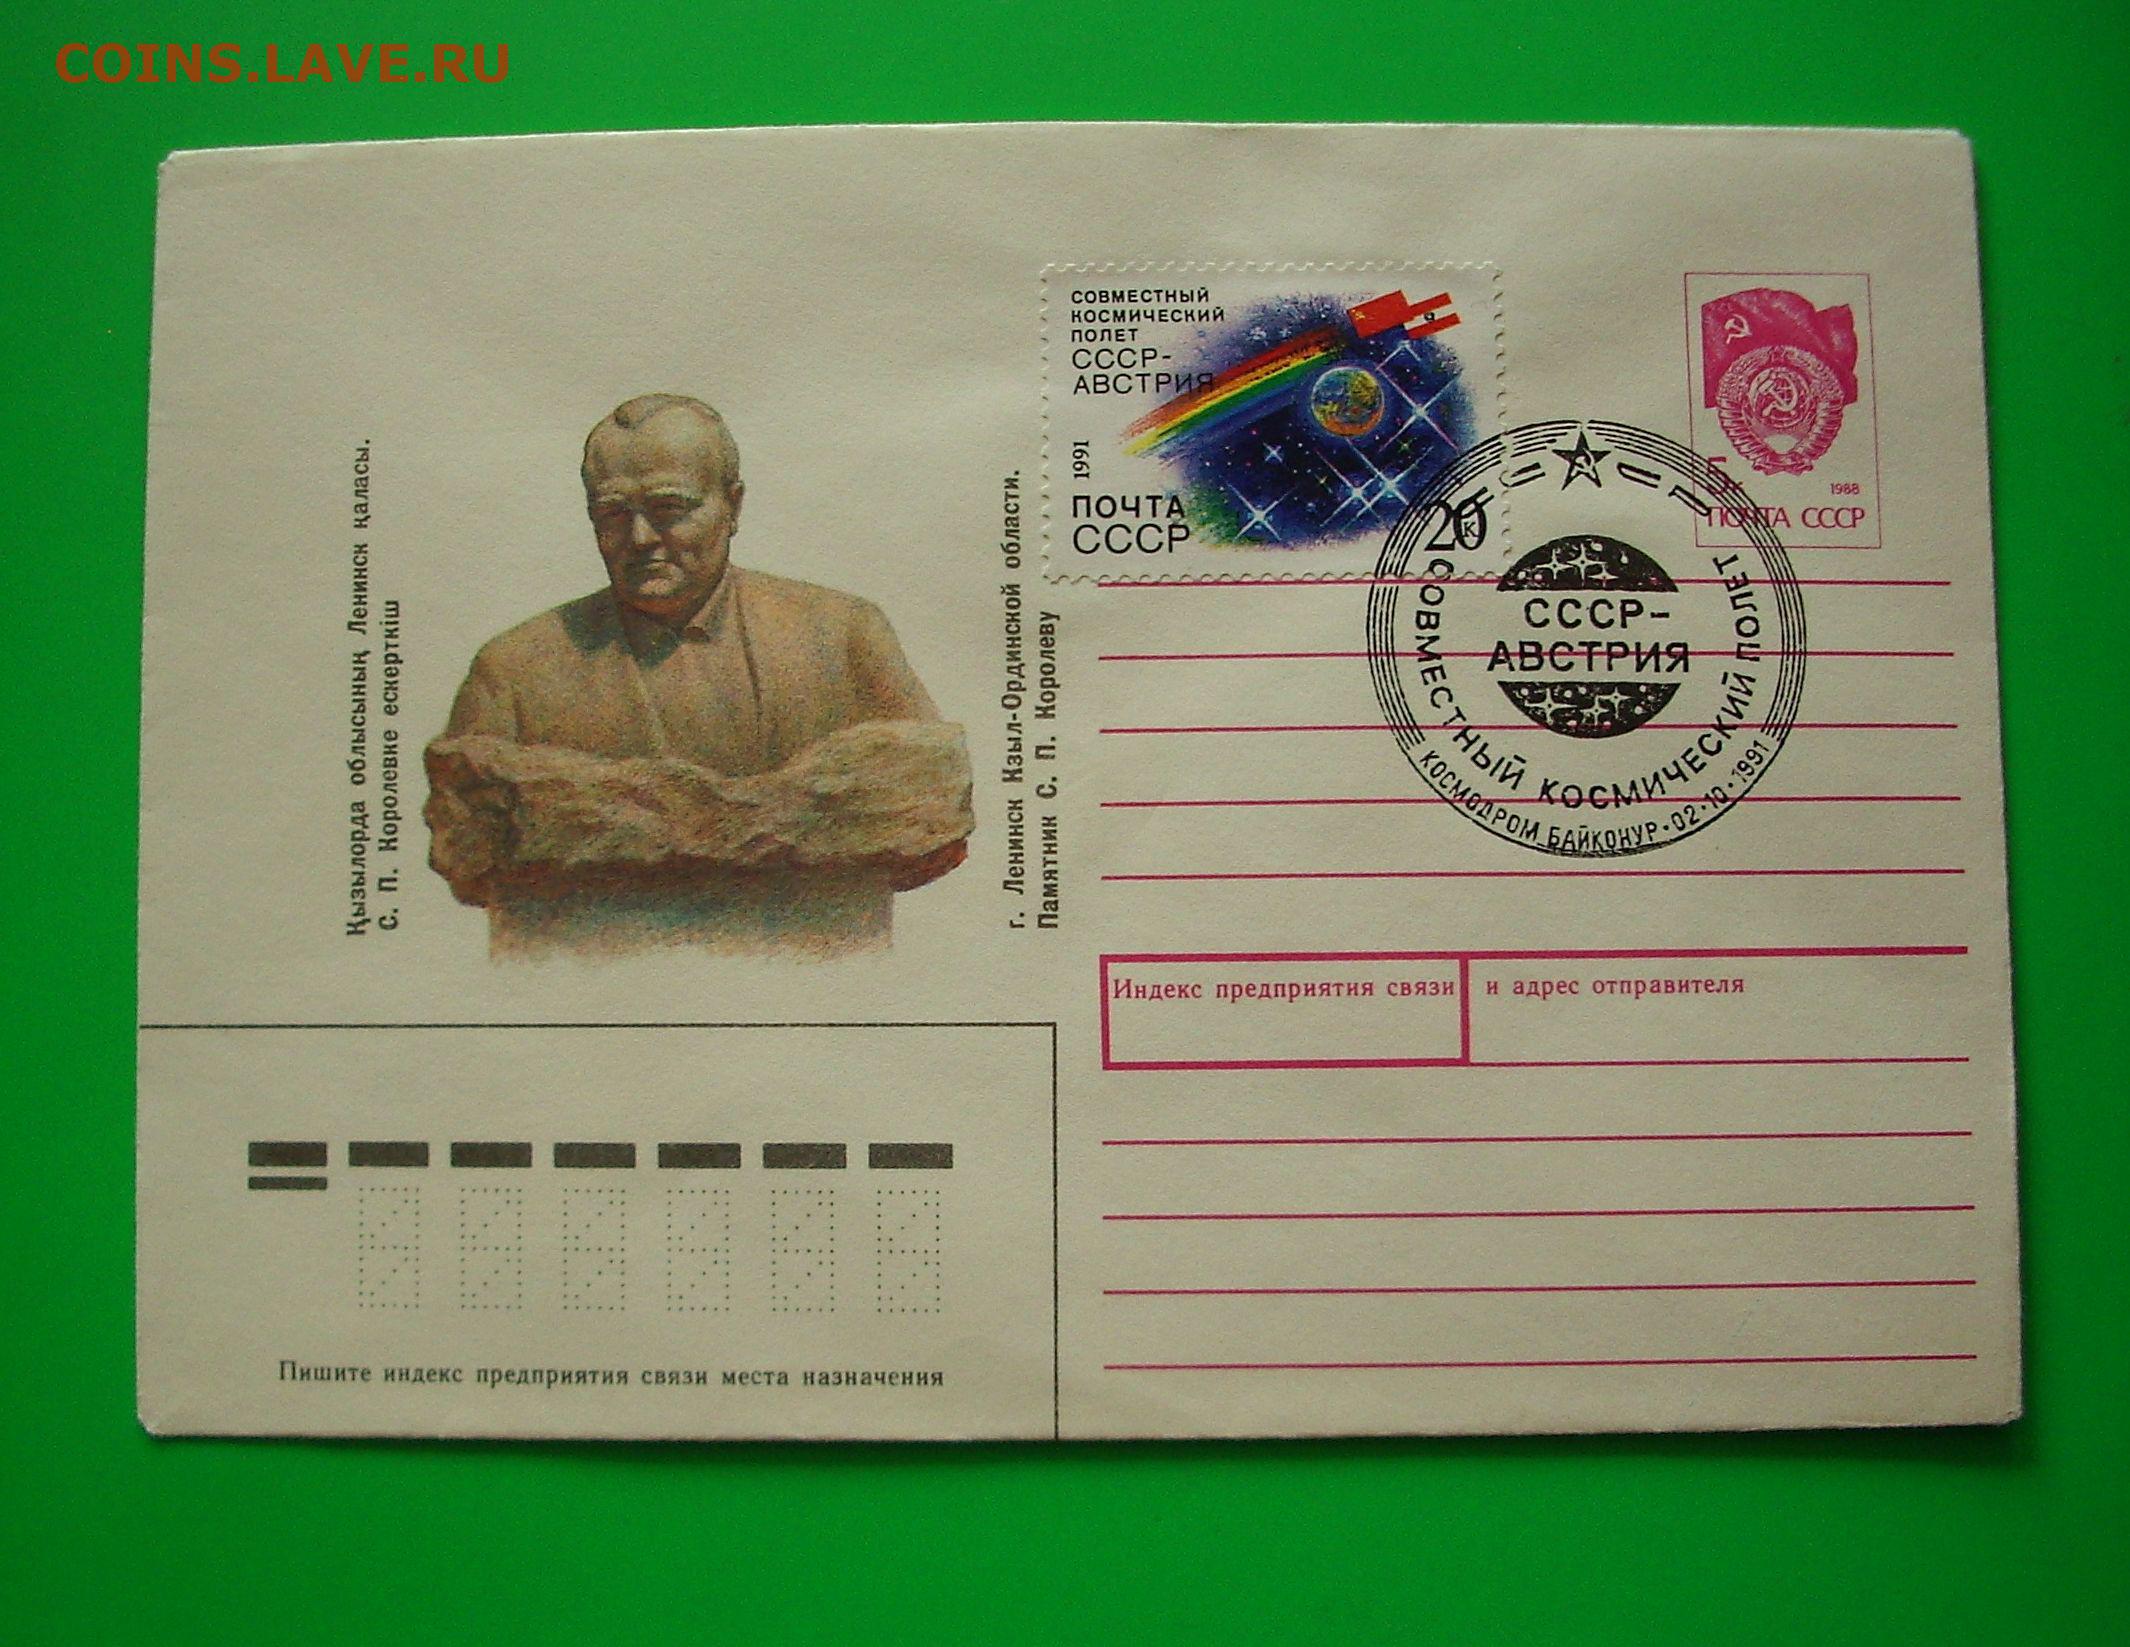 COINS.LAVE.RU
Қызылорда облысының Ленинск қаласы.
С. П. Королевке ескерткіш
г. Ленинск Кзыл-Ординской области.
Памятник С. П. Королеву
СОВМЕСТНЫЙ
КОСМИЧЕСКИЙ
ПОЛЕТ
СССР-
АВСТРИЯ
1991
ПОЧТА
СССР
20
К
5к
1988
ПОЧТА СССР
СССР
СССР-
АВСТРИЯ
СОВМЕСТНЫЙ КОСМИЧЕСКИЙ ПОЛЕТ
КОСМОДРОМ БАЙКОНУР·02·10·1991
Индекс предприятия связи и адрес отправителя
Пишите индекс предприятия связи места назначения